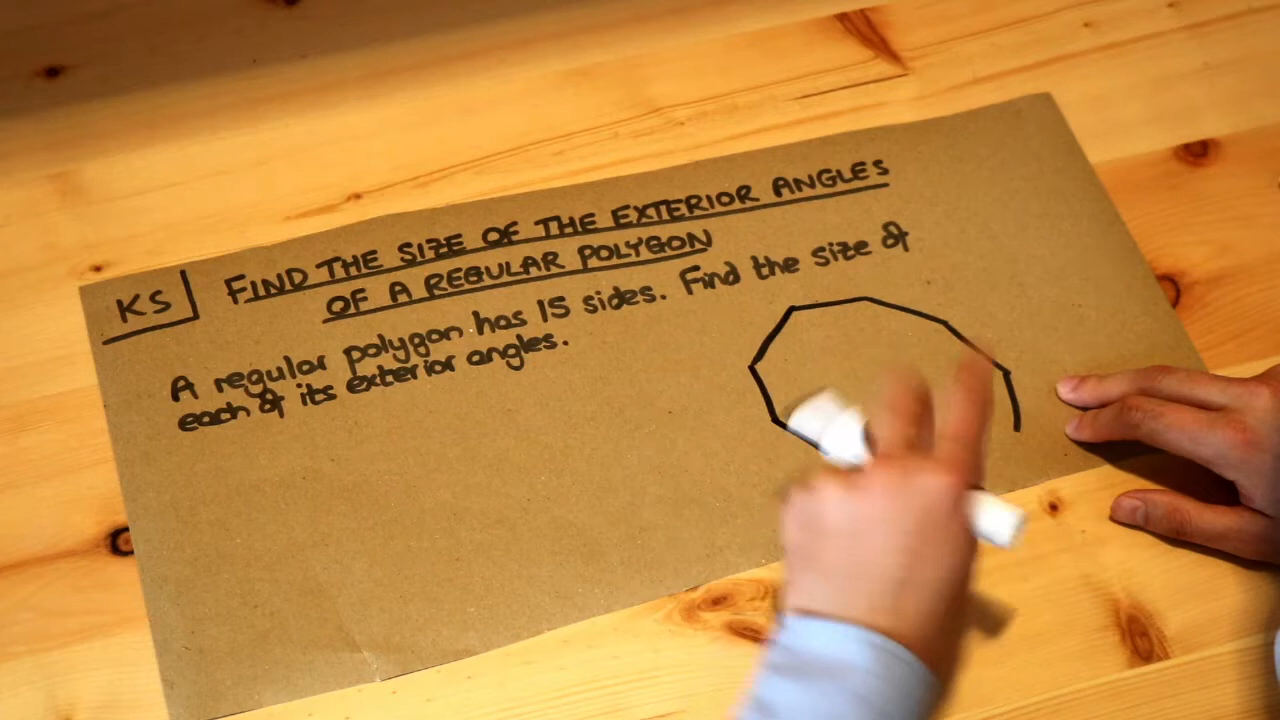 KS
FIND THE SIZE OF THE EXTERIOR ANGLES
OF A REGULAR POLYGON
A regular polygon has 15 sides. Find the size of
each of its exterior angles.